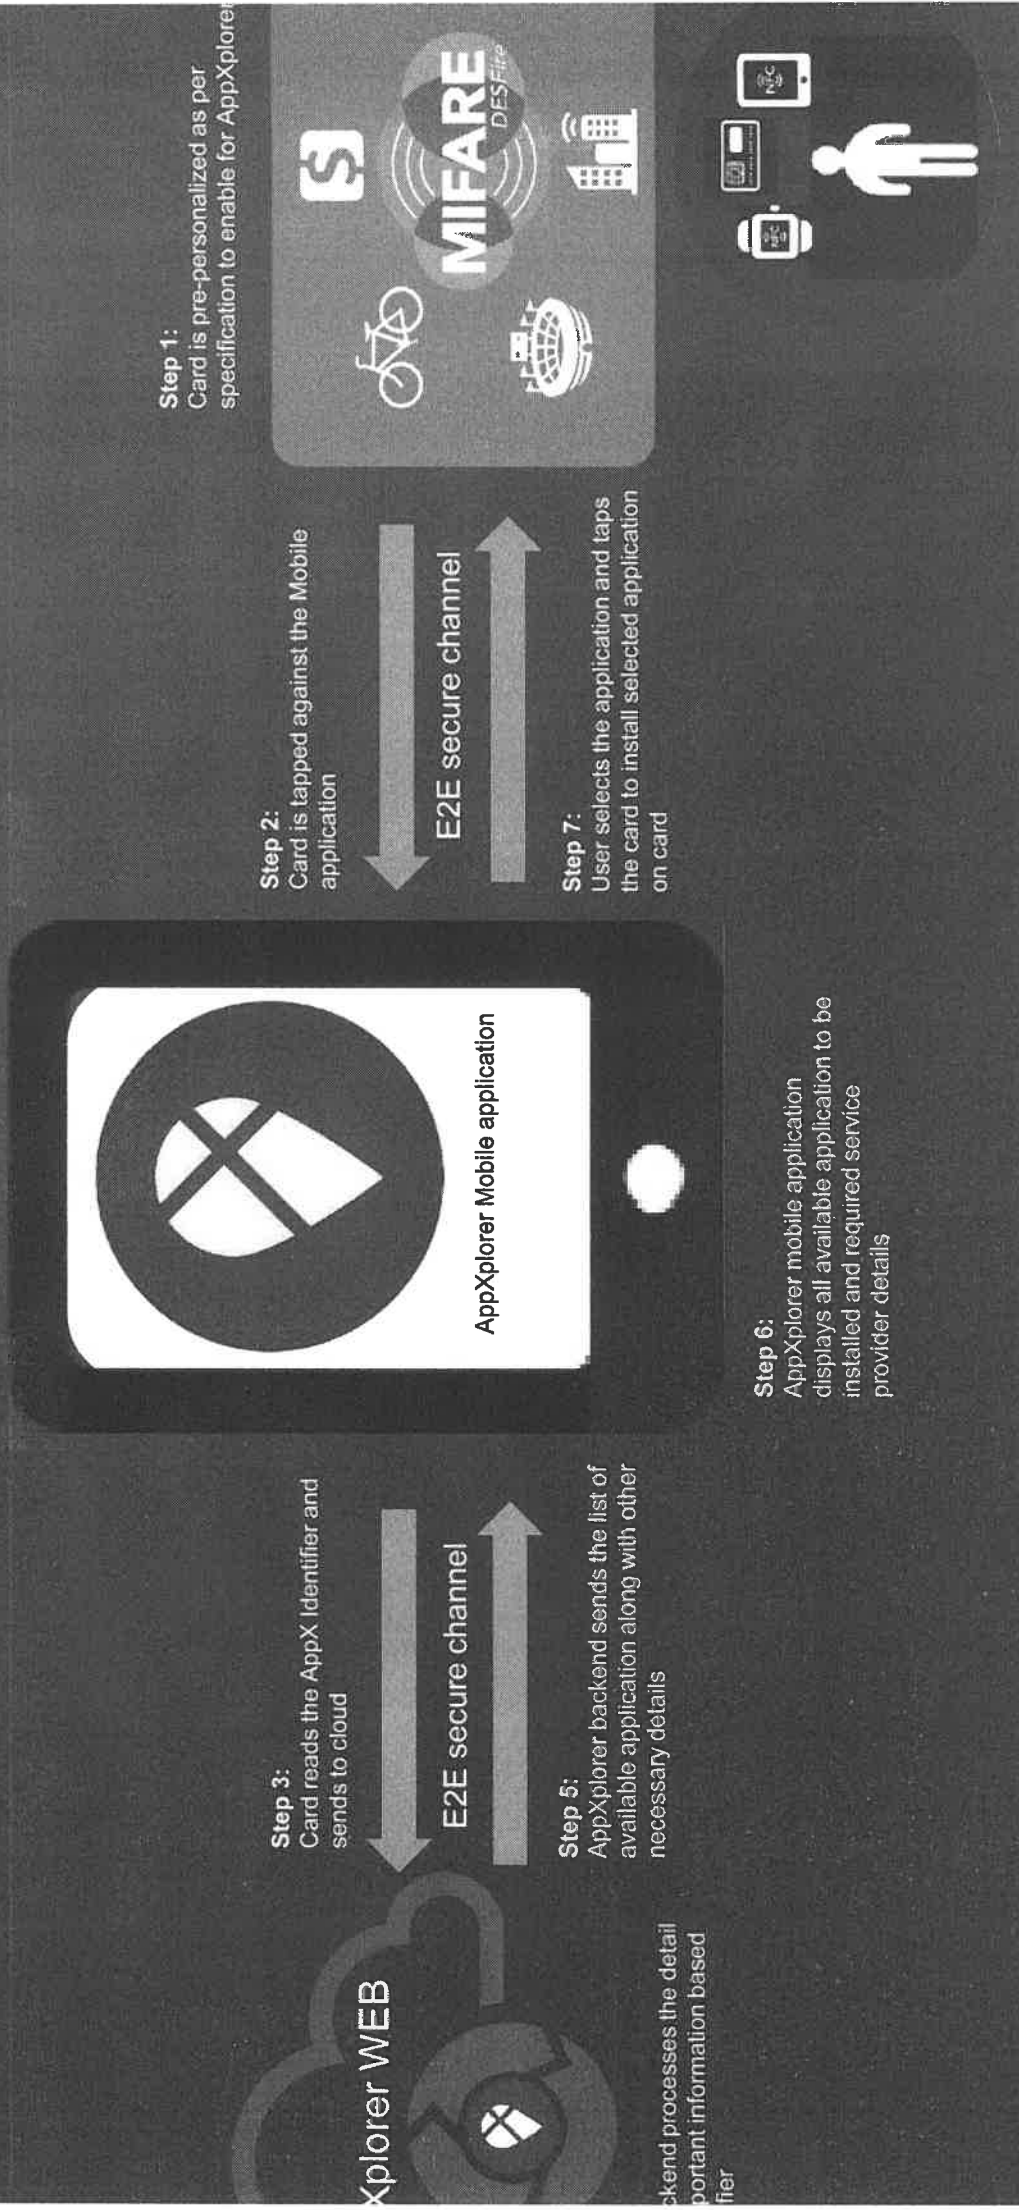 Xplorer WEB
ckend processes the detail
portant information based
fier
Step 3:
Card reads the AppX Identifier and
sends to cloud
E2E secure channel
Step 5:
AppXplorer backend sends the list of
available application along with other
necessary details
AppXplorer Mobile application
Step 6:
AppXplorer mobile application
displays all available application to be
installed and required service
provider details
Step 2:
Card is tapped against the Mobile
application
E2E secure channel
Step 7:
User selects the application and taps
the card to install selected application
on card
Step 1:
Card is pre-personalized as per
specification to enable for AppXplorer
$
MIFARE
DESFire
NFC
NFC